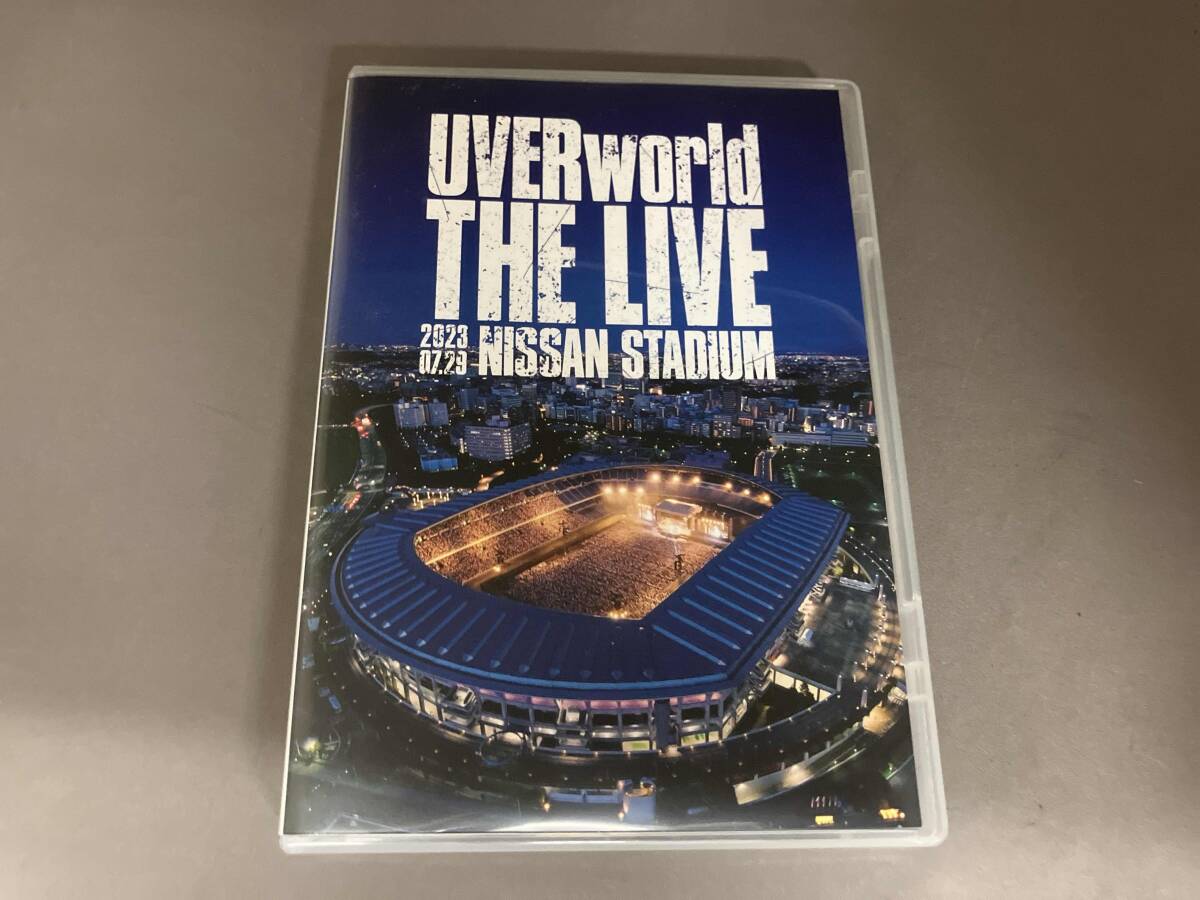 UVERworld
THE LIVE
2023
07.29 NISSAN STADIUM